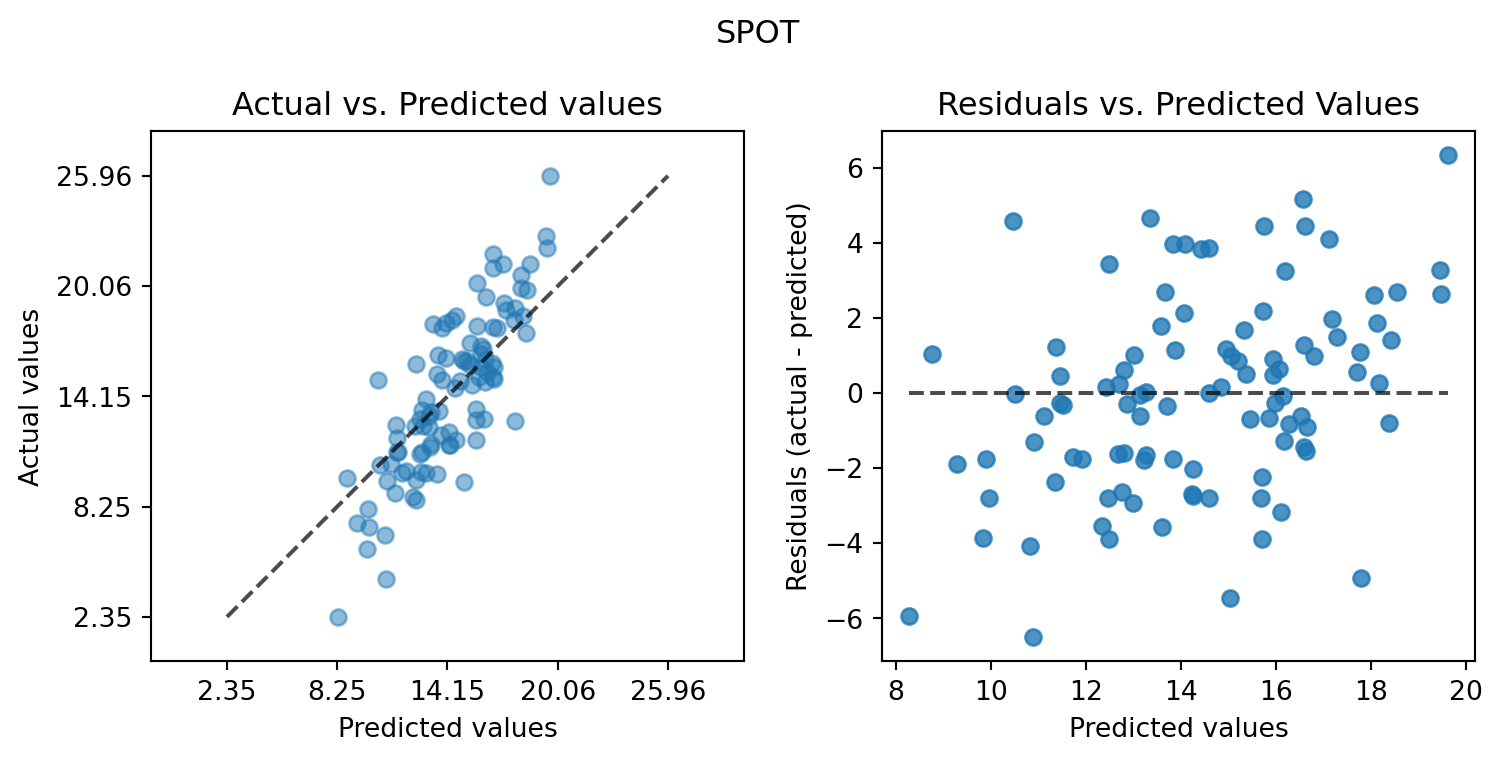 SPOT
Actual vs. Predicted values
Actual values
25.96
20.06
14.15
8.25
2.35
2.35 8.25 14.15 20.06 25.96
Predicted values
Residuals vs. Predicted Values
Residuals (actual - predicted)
6
4
2
0
−2
−4
−6
8 10 12 14 16 18 20
Predicted values